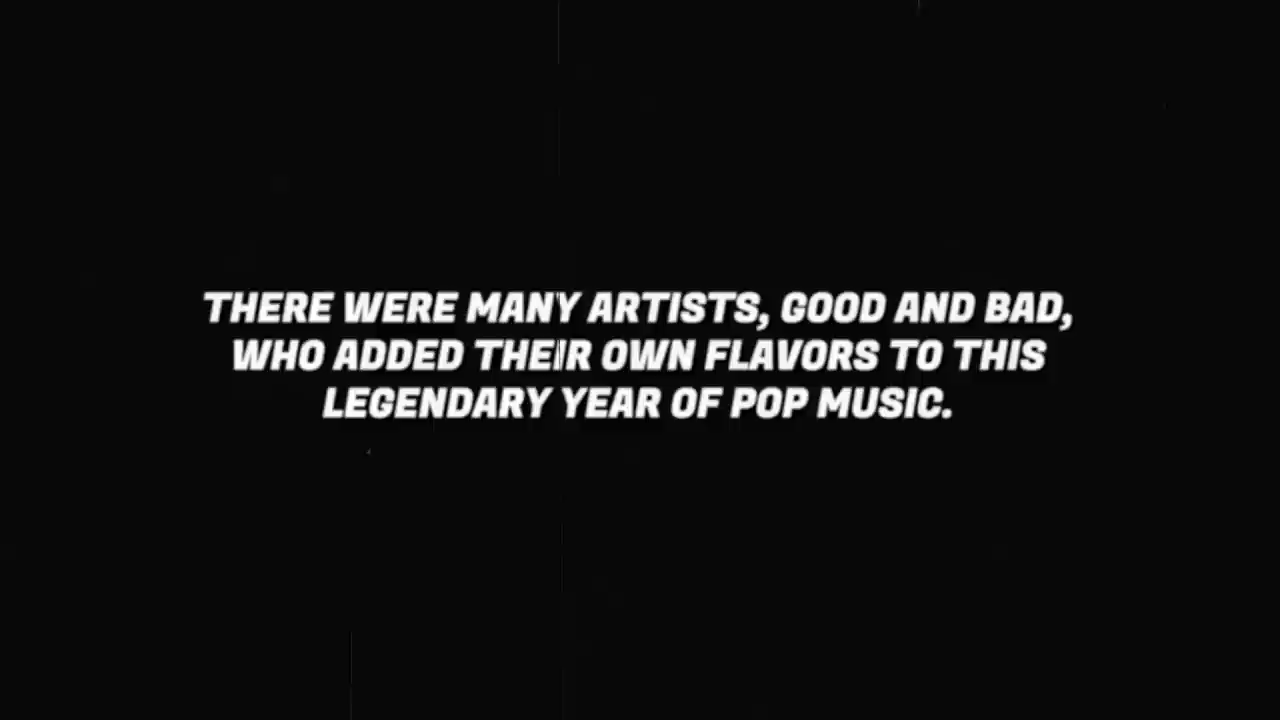 THERE WERE MANY ARTISTS, GOOD AND BAD,
WHO ADDED THEIR OWN FLAVORS TO THIS
LEGENDARY YEAR OF POP MUSIC.